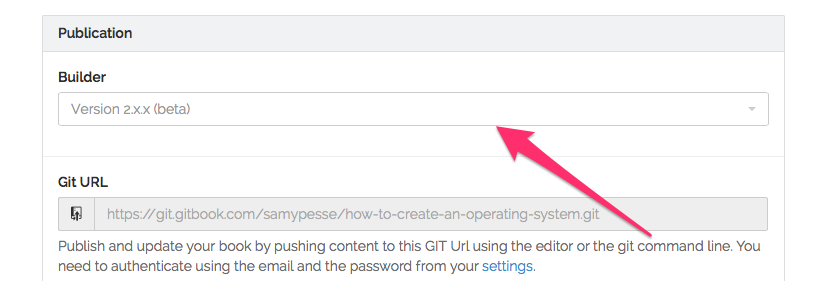 Publication
Builder
Version 2.x.x (beta)
Git URL
https://git.gitbook.com/samypesse/how-to-create-an-operating-system.git
Publish and update your book by pushing content to this GIT Url using the editor or the git command line. You
need to authenticate using the email and the password from your settings.